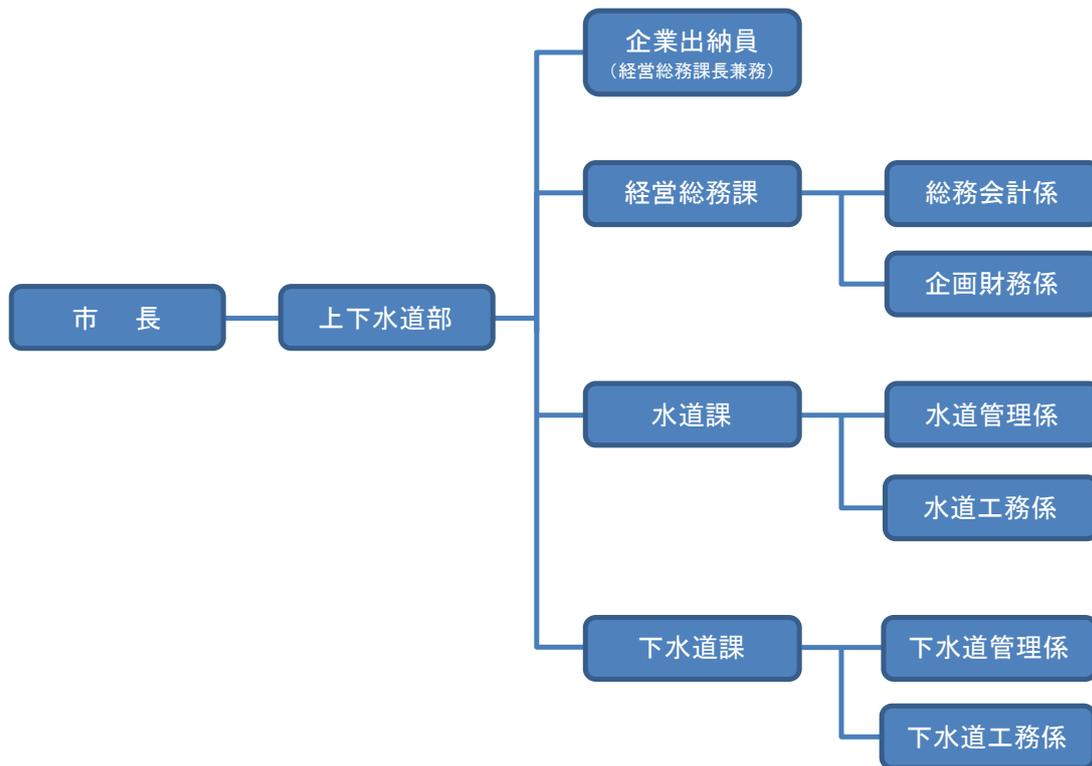 企業出納員
（経営総務課長兼務）
経営総務課
総務会計係
企画財務係
市　長
上下水道部
水道課
水道管理係
水道工務係
下水道課
下水道管理係
下水道工務係